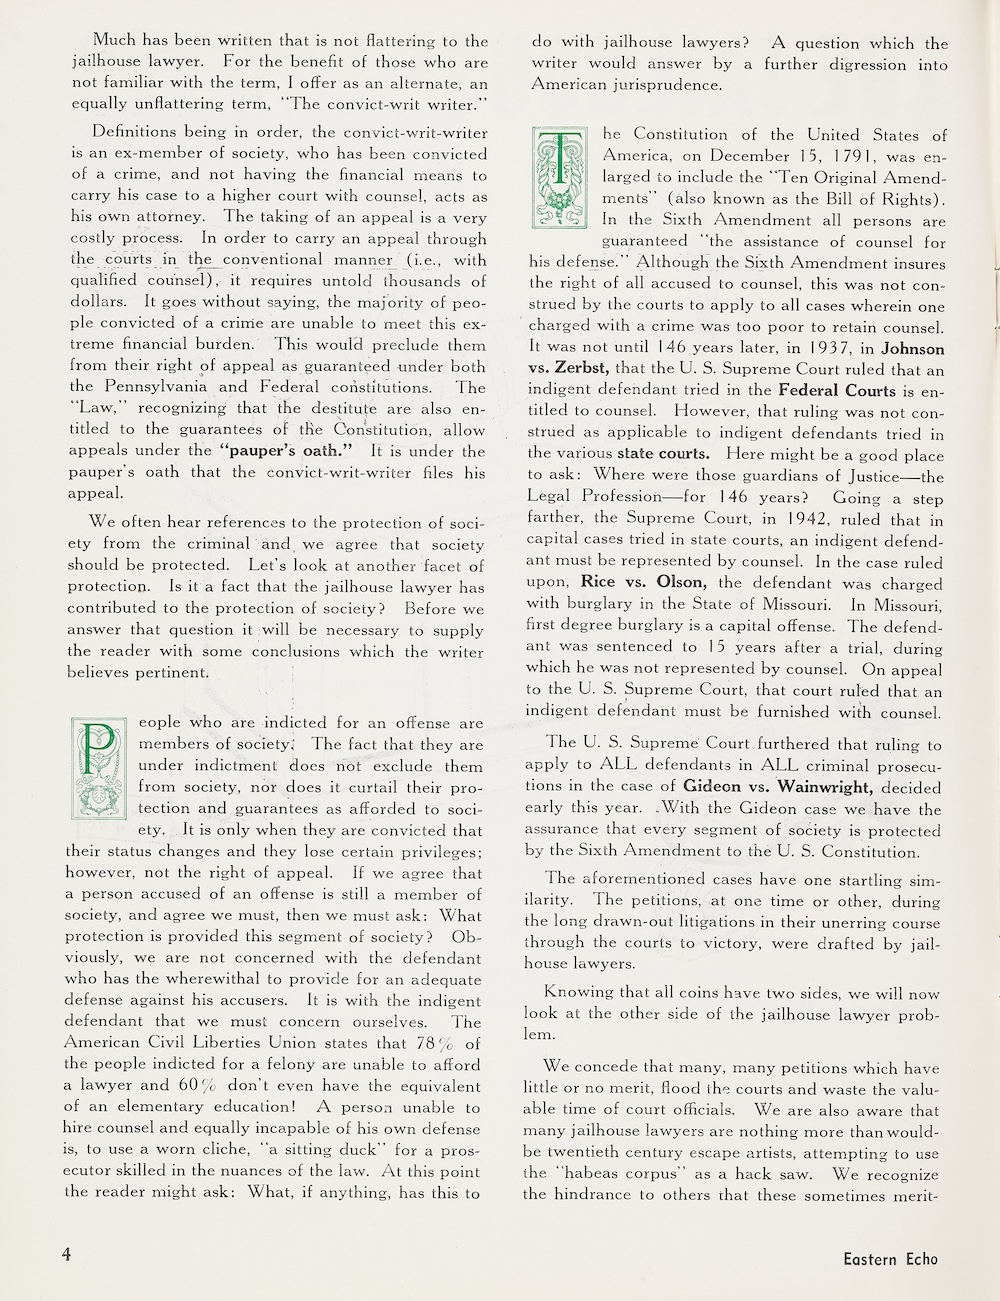 Much has been written that is not flattering to the
jailhouse lawyer. For the benefit of those who are
not familiar with the term, I offer as an alternate, an
equally unflattering term, "The convict-writ writer."
Definitions being in order, the convict-writ-writer
is an ex-member of society, who has been convicted
of a crime, and not having the financial means to
carry his case to a higher court with counsel, acts as
his own attorney. The taking of an appeal is a very
costly process. In order to carry an appeal through
the courts in the conventional manner (i.e., with
qualified counsel), it requires untold thousands of
dollars. It goes without saying, the majority of peo-
ple convicted of a crime are unable to meet this ex-
treme financial burden. This would preclude them
from their right of appeal as guaranteed under both
the Pennsylvania and Federal constitutions. The
"Law," recognizing that the destitute are also en-
titled to the guarantees of the Constitution, allow
appeals under the "pauper's oath." It is under the
pauper's oath that the convict-writ-writer files his
appeal.
We often hear references to the protection of soci-
ety from the criminal and we agree that society
should be protected. Let's look at another facet of
protection. Is it a fact that the jailhouse lawyer has
contributed to the protection of society? Before we
answer that question it will be necessary to supply
the reader with some conclusions which the writer
believes pertinent.
People who are indicted for an offense are
members of society. The fact that they are
under indictment does not exclude them
from society, nor does it curtail their pro-
tection and guarantees as afforded to soci-
ety. It is only when they are convicted that
their status changes and they lose certain privileges;
however, not the right of appeal. If we agree that
a person accused of an offense is still a member of
society, and agree we must, then we must ask: What
protection is provided this segment of society? Ob-
viously, we are not concerned with the defendant
who has the wherewithal to provide for an adequate
defense against his accusers. It is with the indigent
defendant that we must concern ourselves. The
American Civil Liberties Union states that 78% of
the people indicted for a felony are unable to afford
a lawyer and 60% don't even have the equivalent
of an elementary education! A person unable to
hire counsel and equally incapable of his own defense
is, to use a worn cliche, "a sitting duck" for a pros-
ecutor skilled in the nuances of the law. At this point
the reader might ask: What, if anything, has this to
do with jailhouse lawyers? A question which the
writer would answer by a further digression into
American jurisprudence.
The Constitution of the United States of
America, on December 15, 1791, was en-
larged to include the "Ten Original Amend-
ments" (also known as the Bill of Rights).
In the Sixth Amendment all persons are
guaranteed "the assistance of counsel for
his defense." Although the Sixth Amendment insures
the right of all accused to counsel, this was not con-
strued by the courts to apply to all cases wherein one
charged with a crime was too poor to retain counsel.
It was not until 146 years later, in 1937, in Johnson
vs. Zerbst, that the U. S. Supreme Court ruled that an
indigent defendant tried in the Federal Courts is en-
titled to counsel. However, that ruling was not con-
strued as applicable to indigent defendants tried in
the various state courts. Here might be a good place
to ask: Where were those guardians of Justice—the
Legal Profession—for 146 years? Going a step
farther, the Supreme Court, in 1942, ruled that in
capital cases tried in state courts, an indigent defend-
ant must be represented by counsel. In the case ruled
upon, Rice vs. Olson, the defendant was charged
with burglary in the State of Missouri. In Missouri,
first degree burglary is a capital offense. The defend-
ant was sentenced to 15 years after a trial, during
which he was not represented by counsel. On appeal
to the U. S. Supreme Court, that court ruled that an
indigent defendant must be furnished with counsel.
The U. S. Supreme Court furthered that ruling to
apply to ALL defendants in ALL criminal prosecu-
tions in the case of Gideon vs. Wainwright, decided
early this year. With the Gideon case we have the
assurance that every segment of society is protected
by the Sixth Amendment to the U. S. Constitution.
The aforementioned cases have one startling sim-
ilarity. The petitions, at one time or other, during
the long drawn-out litigations in their unerring course
through the courts to victory, were drafted by jail-
house lawyers.
Knowing that all coins have two sides, we will now
look at the other side of the jailhouse lawyer prob-
lem.
We concede that many, many petitions which have
little or no merit, flood the courts and waste the valu-
able time of court officials. We are also aware that
many jailhouse lawyers are nothing more than would-
be twentieth century escape artists, attempting to use
the "habeas corpus" as a hack saw. We recognize
the hindrance to others that these sometimes merit-
4
Eastern Echo